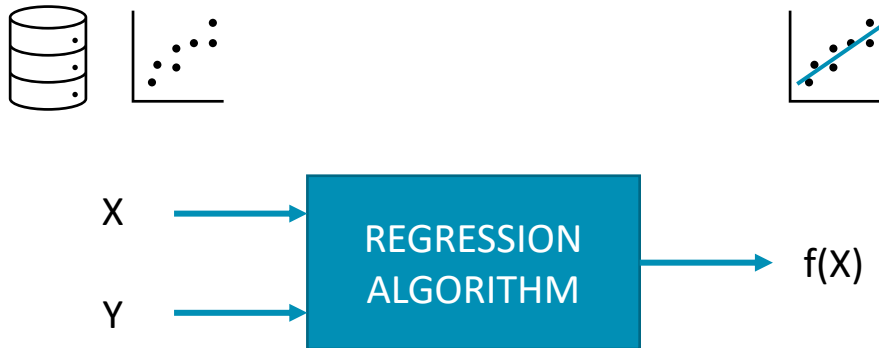 X
Y
REGRESSION
ALGORITHM
f(X)